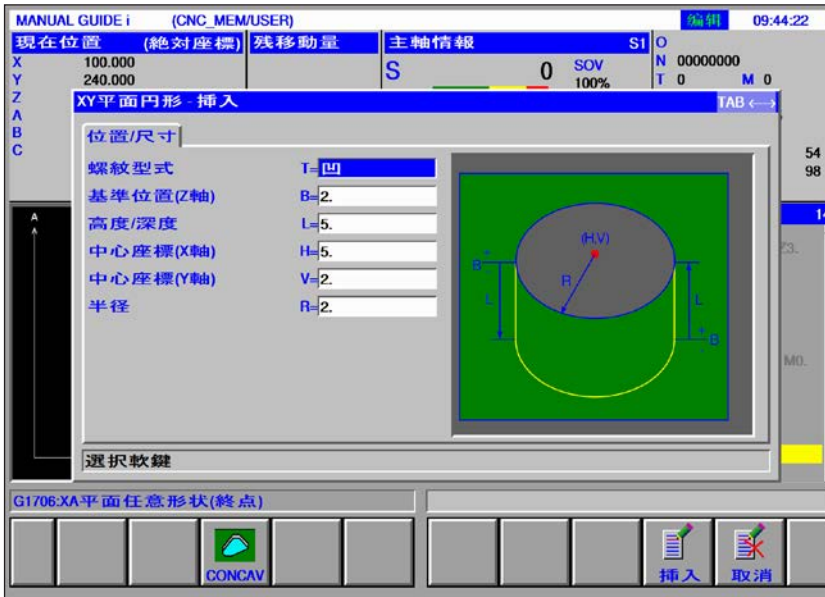 MANUAL GUIDE i (CNC_MEM/USER) 编辑 09:44:22
現在位置 (絶対座標) 残移動量 主軸情報 S1 O
X 100.000 S 0 SOV N 00000000
Y 240.000 100% T 0 M 0
Z XY平面円形 - 挿入 TAB
A
B 位置/尺寸
C 54
螺紋型式 T=凹 98
基準位置(Z軸) B=2.
高度/深度 L=5.
中心座標(X軸) H=5.
中心座標(Y軸) V=2.
半径 R=2.
A
(H,V)
+
B
R
L
L
+
B
-
Z3.
M0.
選択軟鍵
G1706:XA平面任意形状(終点)
CONCAV 挿入 取消